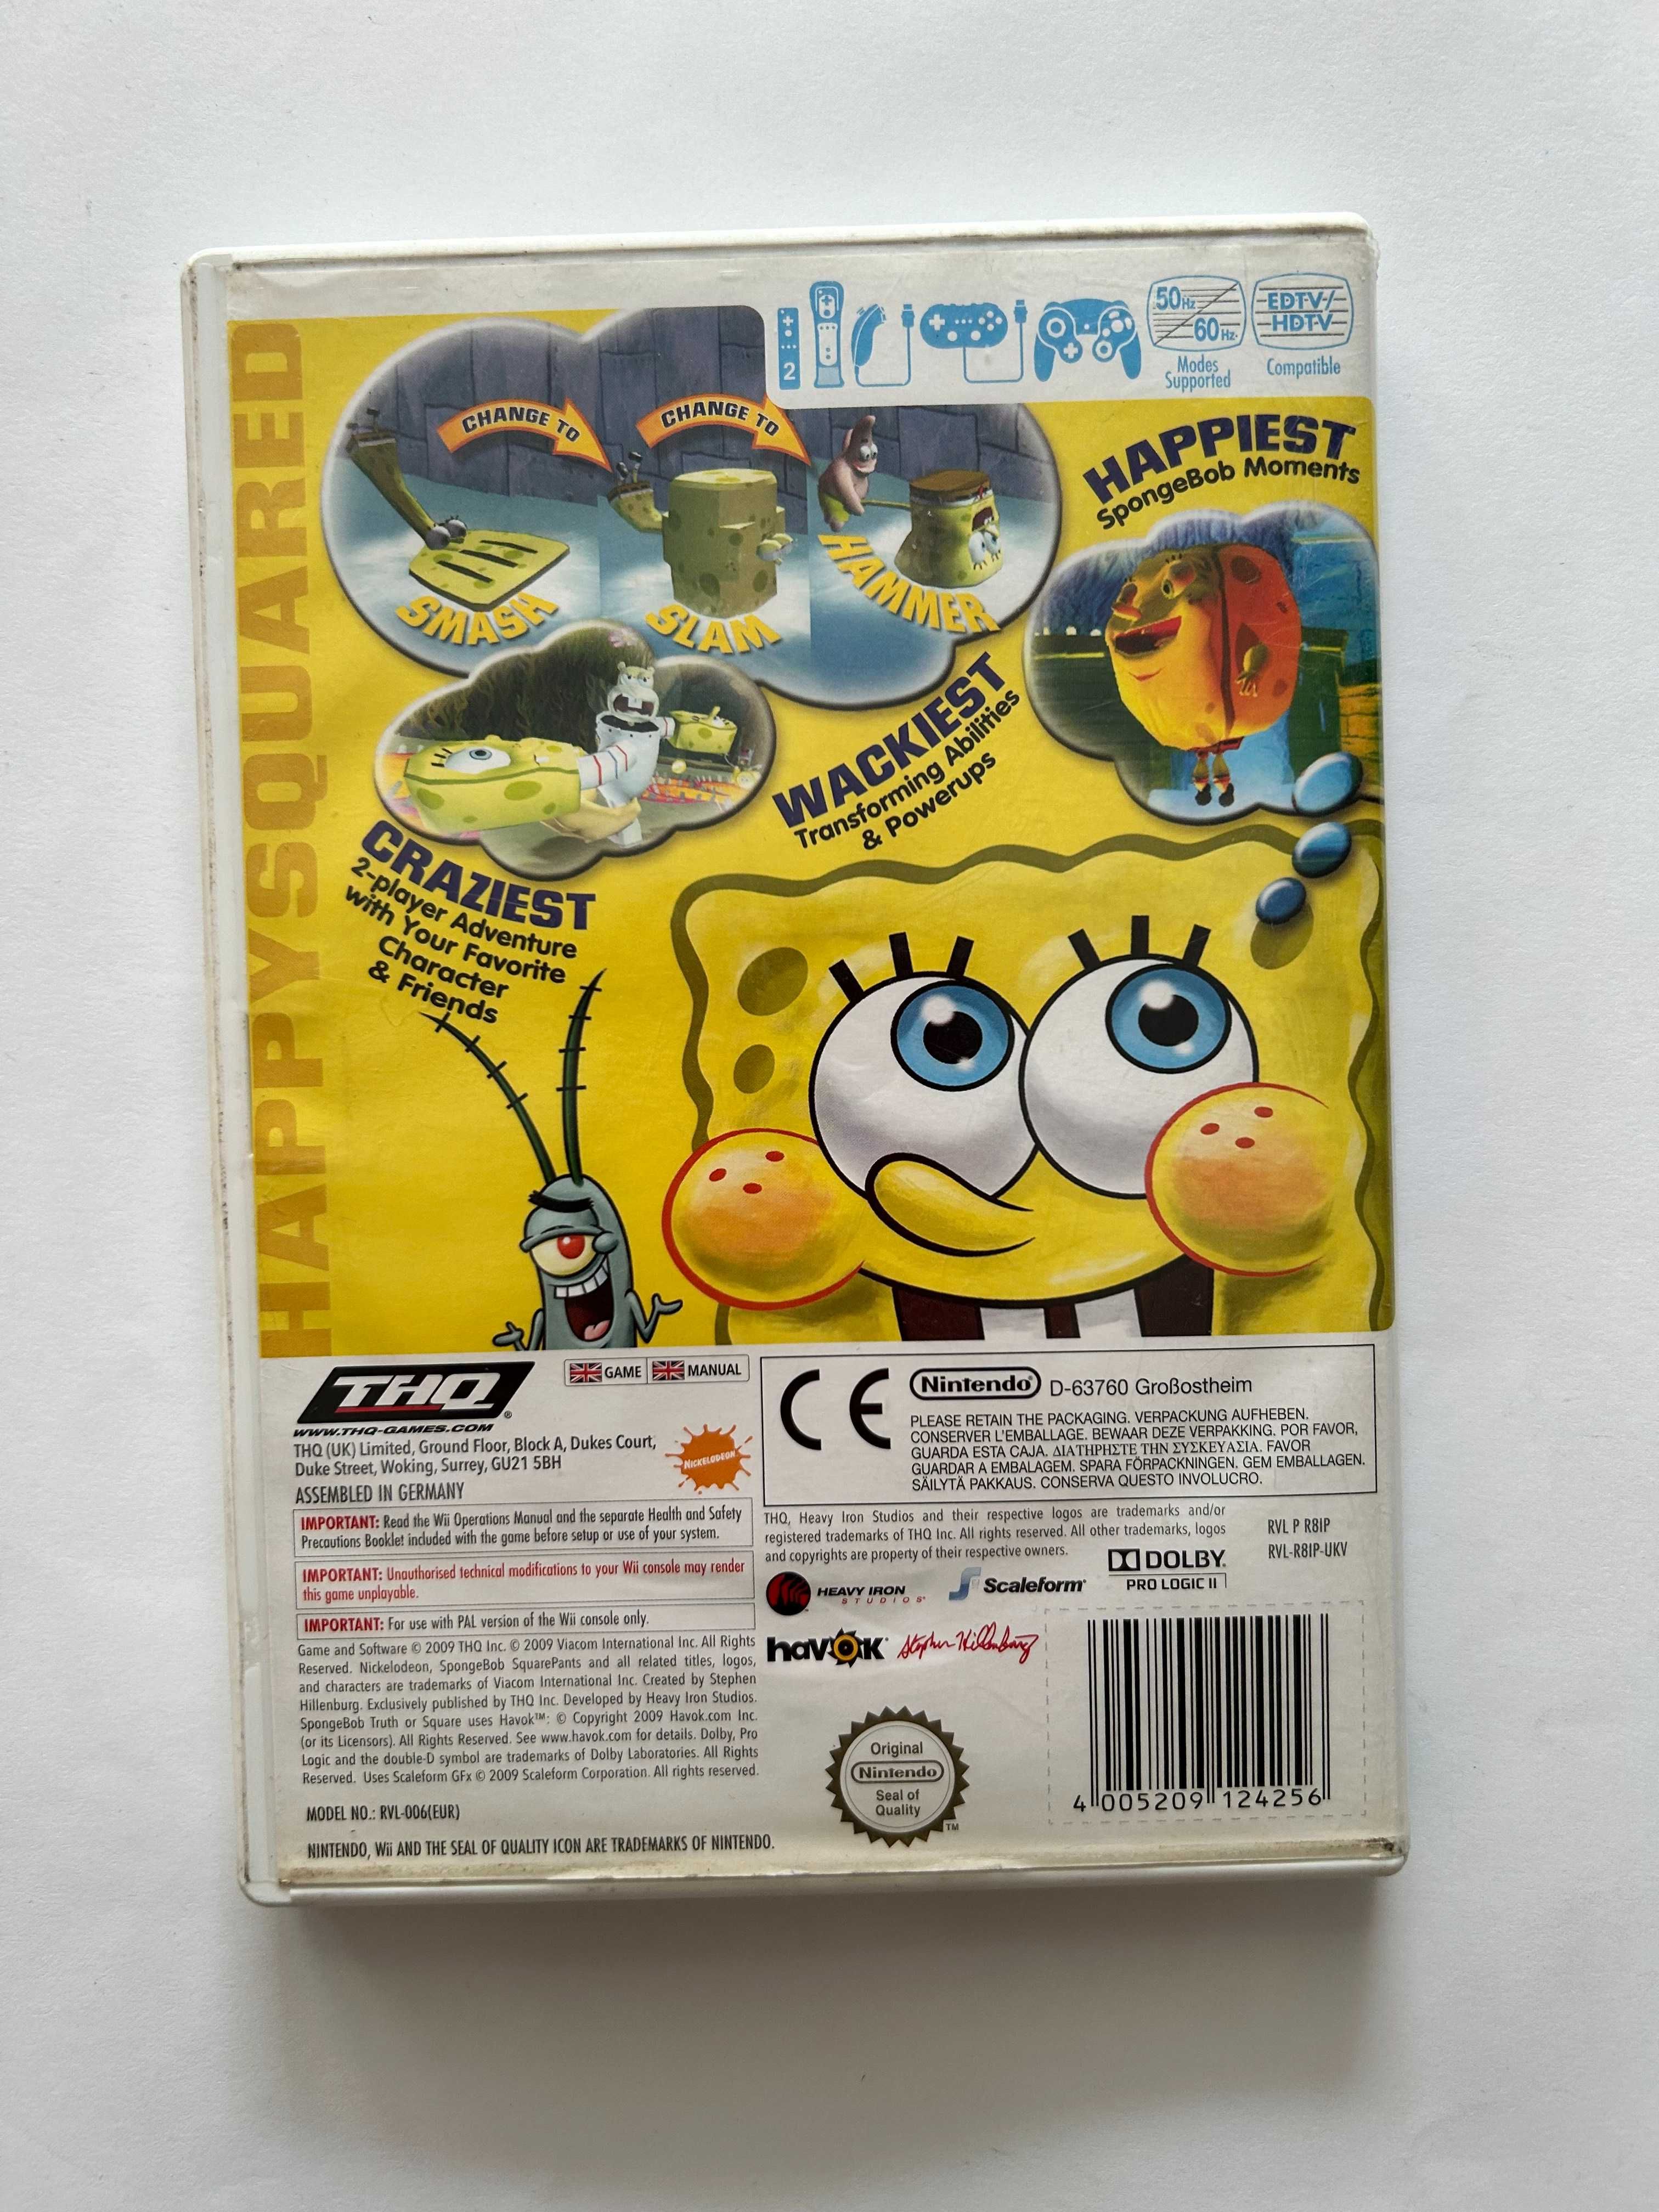 HAPPY SQUARED
2
50Hz
60Hz
Modes
Supported
EDTV/
HDTV
Compatible
CHANGE TO
CHANGE TO
SMASH
SLAM
HAMMER
HAPPIEST
SpongeBob Moments
WACKIEST
Transforming Abilities
& Powerups
CRAZIEST
2-player Adventure
with Your Favorite
Character
& Friends
THQ®
WWW.THQ-GAMES.COM
GAME MANUAL
THQ (UK) Limited, Ground Floor, Block A, Dukes Court,
Duke Street, Woking, Surrey, GU21 5BH
ASSEMBLED IN GERMANY
NICKELODEON
IMPORTANT: Read the Wii Operations Manual and the separate Health and Safety
Precautions Booklet included with the game before setup or use of your system.
IMPORTANT: Unauthorised technical modifications to your Wii console may render
this game unplayable.
IMPORTANT: For use with PAL version of the Wii console only.
Game and Software © 2009 THQ Inc. © 2009 Viacom International Inc. All Rights
Reserved. Nickelodeon, SpongeBob SquarePants and all related titles, logos,
and characters are trademarks of Viacom International Inc. Created by Stephen
Hillenburg. Exclusively published by THQ Inc. Developed by Heavy Iron Studios.
SpongeBob Truth or Square uses Havok™: © Copyright 2009 Havok.com Inc.
(or its Licensors). All Rights Reserved. See www.havok.com for details. Dolby, Pro
Logic and the double-D symbol are trademarks of Dolby Laboratories. All Rights
Reserved. Uses Scaleform GFx © 2009 Scaleform Corporation. All rights reserved.
MODEL NO.: RVL-006(EUR)
NINTENDO, Wii AND THE SEAL OF QUALITY ICON ARE TRADEMARKS OF NINTENDO.
CE
Nintendo® D-63760 Großostheim
PLEASE RETAIN THE PACKAGING. VERPACKUNG AUFHEBEN.
CONSERVER L'EMBALLAGE. BEWAAR DEZE VERPAKKING. POR FAVOR,
GUARDA ESTA CAJA. ΔΙΑΤΗΡΗΣΤΕ ΤΗΝ ΣΥΣΚΕΥΑΣΙΑ. FAVOR
GUARDAR A EMBALAGEM. SPARA FÖRPACKNINGEN. GEM EMBALLAGEN.
SÄILYTÄ PAKKAUS. CONSERVA QUESTO INVOLUCRO.
THQ, Heavy Iron Studios and their respective logos are trademarks and/or
registered trademarks of THQ Inc. All rights reserved. All other trademarks, logos
and copyrights are property of their respective owners.
RVL P R8IP
RVL-R8IP-UKV
DOLBY
PRO LOGIC II
HEAVY IRON
STUDIOS
Scaleform
havok
Stephen Hillenburg
Original
Nintendo
Seal of
Quality
TM
4 005209 124256